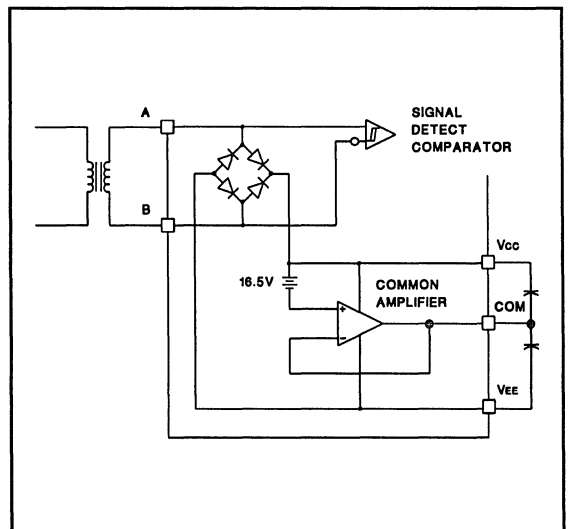 A
SIGNAL
DETECT
COMPARATOR
B
Vcc
16.5V
COMMON
AMPLIFIER
COM
+
−
VEE